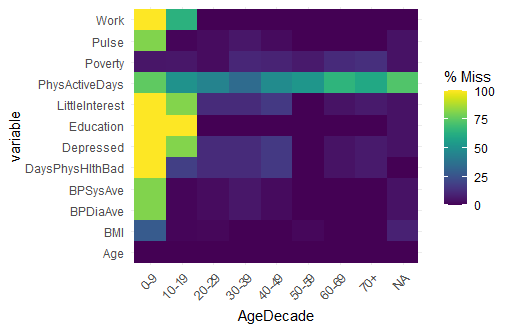 Work
Pulse
Poverty
PhysActiveDays
LittleInterest
Education
Depressed
DaysPhysHlthBad
BPSysAve
BPDiaAve
BMI
Age
variable
0-9
10-19
20-29
30-39
40-49
50-59
60-69
70+
NA
AgeDecade
% Miss
100
75
50
25
0